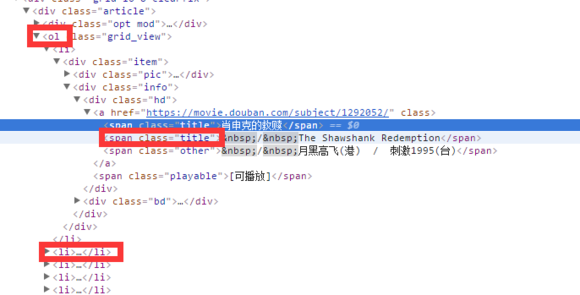 ▼<div class="article">
▶<div class="opt mod">…</div>
▼<ol class="grid_view">
▼<li>
▼<div class="item">
▶<div class="pic">…</div>
▼<div class="info">
▼<div class="hd">
▼<a href="https://movie.douban.com/subject/1292052/" class>
<span class="title">肖申克的救赎</span> == $0
<span class="title">&nbsp;/&nbsp;The Shawshank Redemption</span>
<span class="other">&nbsp;/&nbsp;月黑高飞(港) / 刺激1995(台)</span>
</a>
<span class="playable">[可播放]</span>
</div>
▶<div class="bd">…</div>
</div>
</div>
</li>
▶<li>…</li>
▶<li>…</li>
▶<li>…</li>
▶<li>…</li>